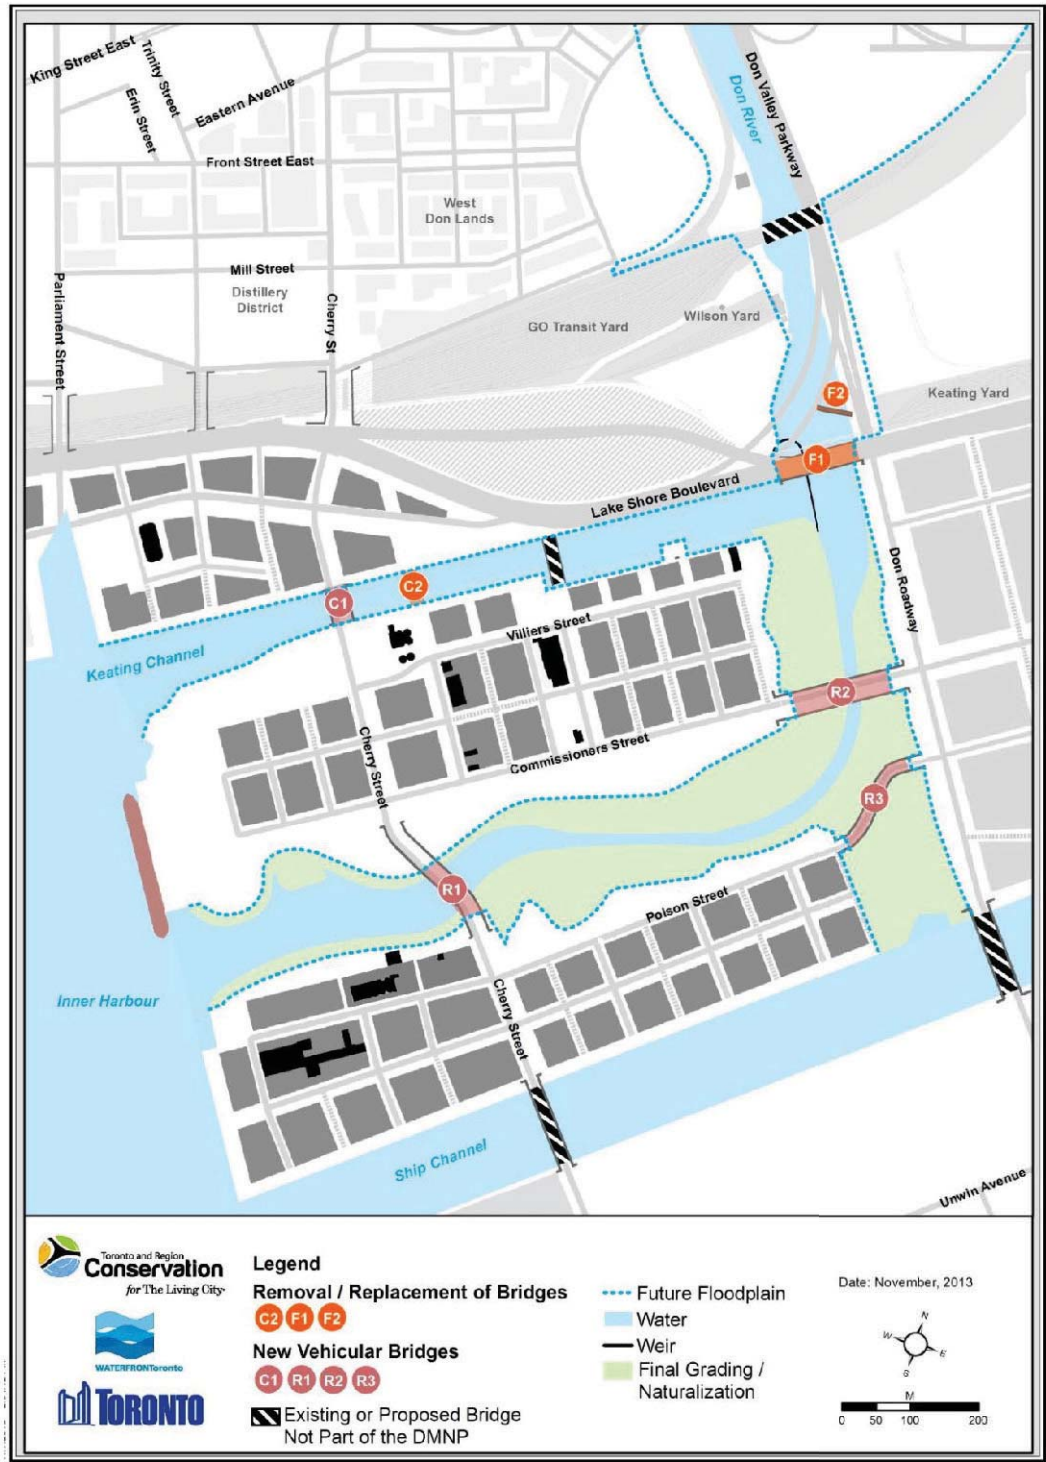 King Street East
Trinity Street
Erin Street
Eastern Avenue
Front Street East
Don River
Don Valley Parkway
West
Don Lands
Mill Street
Distillery
District
Parliament Street
Cherry St
GO Transit Yard
Wilson Yard
Keating Yard
F2
F1
Lake Shore Boulevard
C2
C1
Don Roadway
Keating Channel
Villiers Street
R2
Cherry Street
Commissioners Street
R3
R1
Polson Street
Inner Harbour
Cherry Street
Ship Channel
Unwin Avenue
Toronto and Region
Conservation
for The Living City·
WATERFRONToronto
TORONTO
Legend
Removal / Replacement of Bridges
C2 F1 F2
New Vehicular Bridges
C1 R1 R2 R3
Existing or Proposed Bridge
Not Part of the DMNP
Future Floodplain
Water
Weir
Final Grading /
Naturalization
Date: November, 2013
N
W
E
S
M
0 50 100 200